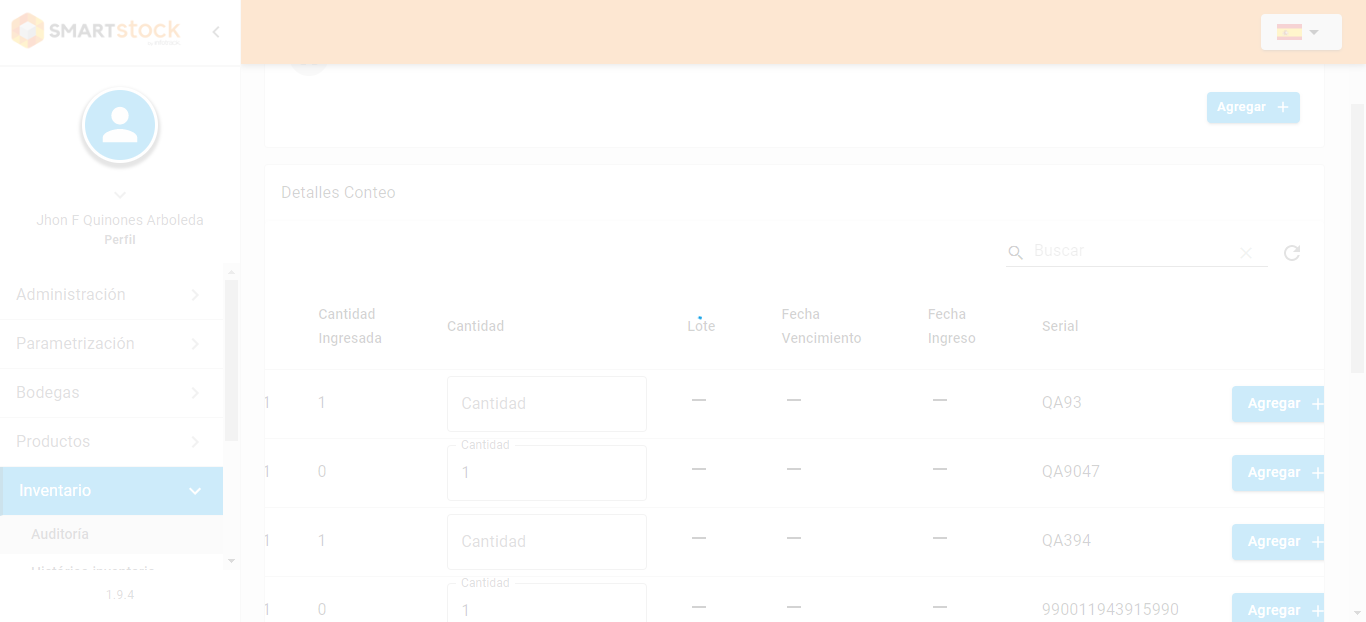 SMARTstock
Agregar +
Detalles Conteo
Jhon F Quinones Arboleda
Perfil
Buscar
Administración
Parametrización
Bodegas
Productos
Inventario
Auditoría
Histórico inventario
1.9.4
Cantidad Ingresada Cantidad Lote Fecha Vencimiento Fecha Ingreso Serial
1 1 Cantidad — — — QA93 Agregar +
Cantidad
1 0 1 — — — QA9047 Agregar +
1 1 Cantidad — — — QA394 Agregar +
Cantidad
1 0 1 — — — 990011943915990 Agregar +